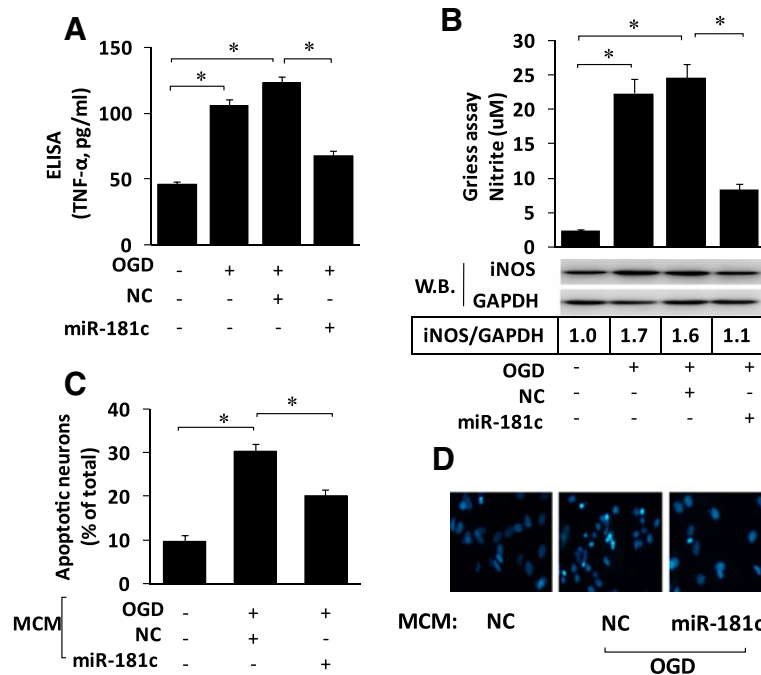 A
ELISA
(TNF-α, pg/ml)
150
100
50
0
* * *
OGD - + + +
NC - - + -
miR-181c - - - +
B
Griess assay
Nitrite (uM)
30
25
20
15
10
5
0
* * *
W.B.
iNOS
GAPDH
iNOS/GAPDH 1.0 1.7 1.6 1.1
OGD - + + +
NC - - + -
miR-181c - - - +
C
Apoptotic neurons
(% of total)
40
30
20
10
0
* *
MCM
OGD - + +
NC - + -
miR-181c - - +
D
MCM: NC NC miR-181c
OGD